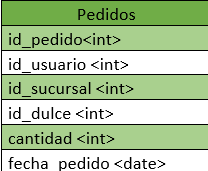 Pedidos
id_pedido<int>
id_usuario <int>
id_sucursal <int>
id_dulce <int>
cantidad <int>
fecha_pedido <date>